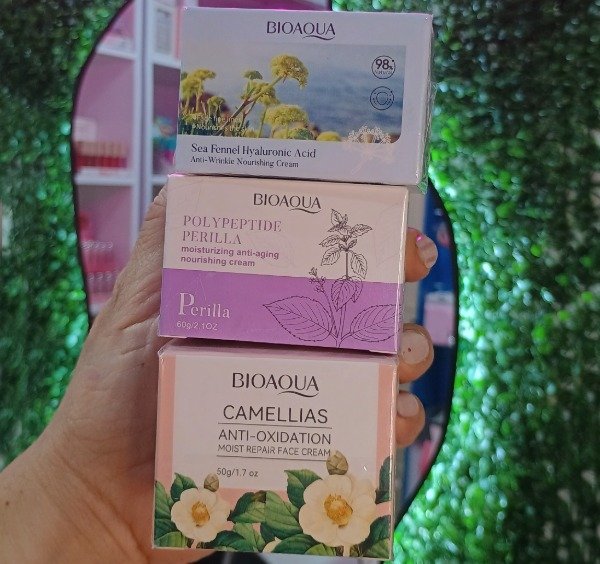 BIOAQUA
98%
Sea Fennel Hyaluronic Acid
Anti-Wrinkle Nourishing Cream
BIOAQUA
POLYPEPTIDE
PERILLA
moisturizing anti-aging
nourishing cream
Perilla
60g/2.1OZ
BIOAQUA
CAMELLIAS
ANTI-OXIDATION
MOIST REPAIR FACE CREAM
50g/1.7 oz